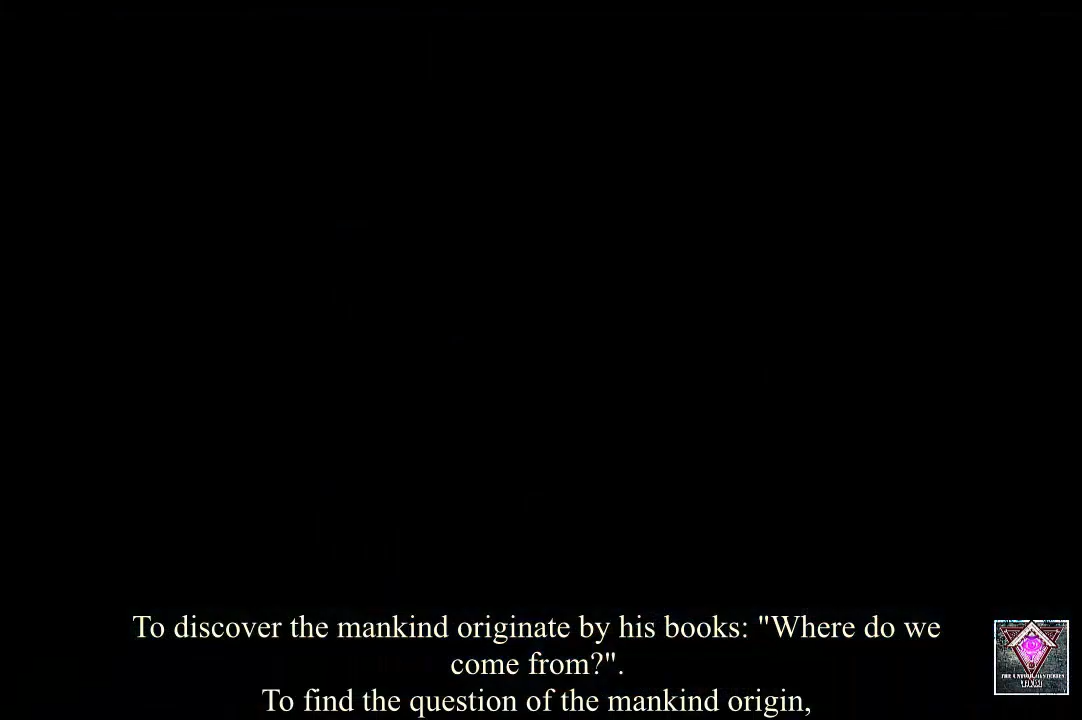 To discover the mankind originate by his books: "Where do we
come from?".
To find the question of the mankind origin,